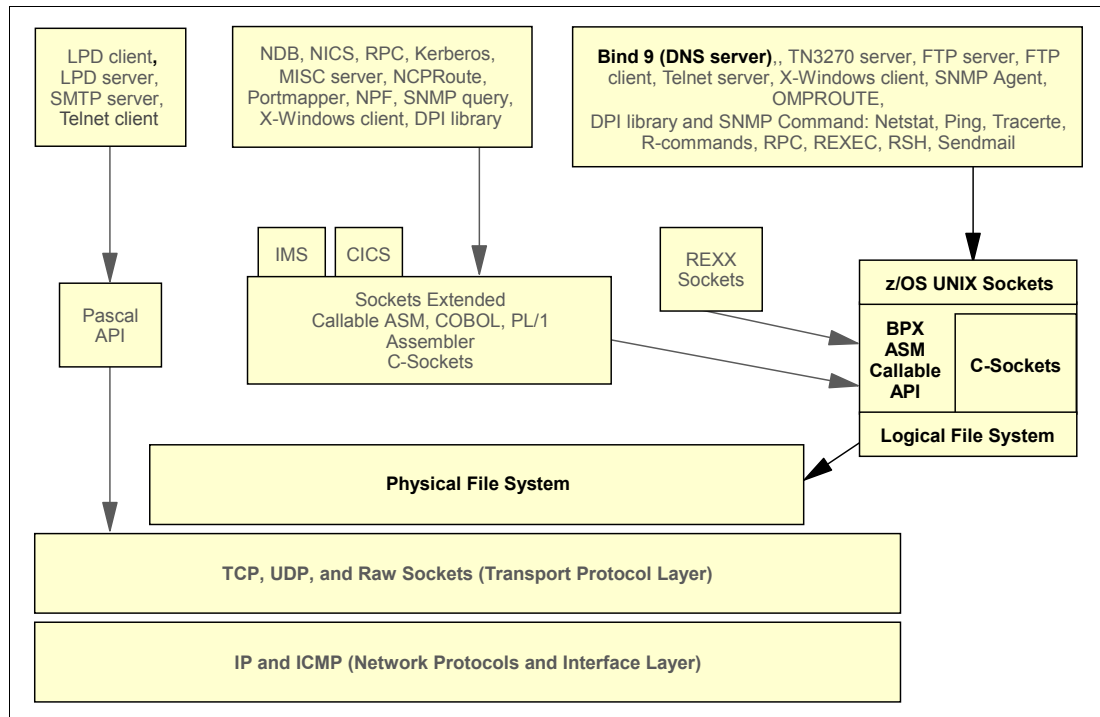 LPD client,
LPD server,
SMTP server,
Telnet client
NDB, NICS, RPC, Kerberos,
MISC server, NCPRoute,
Portmapper, NPF, SNMP query,
X-Windows client, DPI library
Bind 9 (DNS server),, TN3270 server, FTP server, FTP
client, Telnet server, X-Windows client, SNMP Agent,
OMPROUTE,
DPI library and SNMP Command: Netstat, Ping, Tracerte,
R-commands, RPC, REXEC, RSH, Sendmail
IMS
CICS
REXX
Sockets
Pascal
API
Sockets Extended
Callable ASM, COBOL, PL/1
Assembler
C-Sockets
z/OS UNIX Sockets
BPX
ASM
Callable
API
C-Sockets
Logical File System
Physical File System
TCP, UDP, and Raw Sockets (Transport Protocol Layer)
IP and ICMP (Network Protocols and Interface Layer)